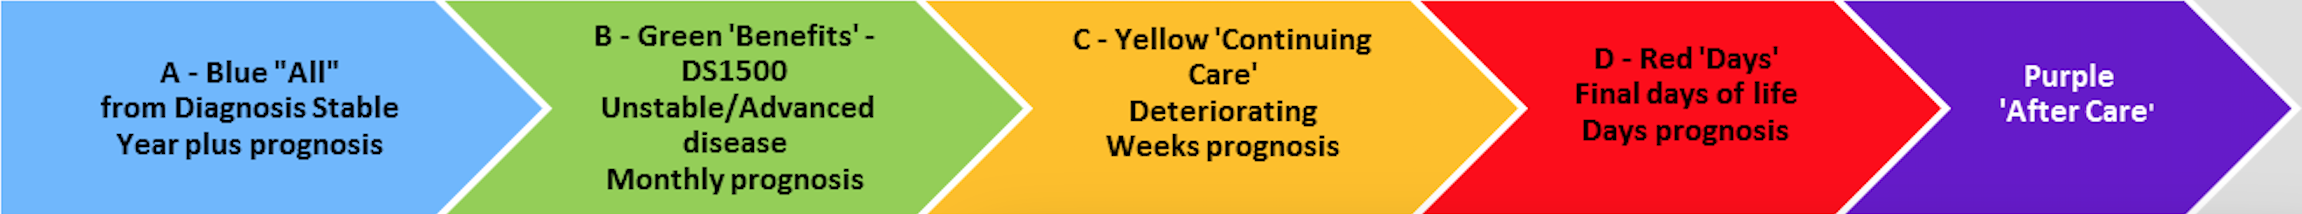 A - Blue "All"
from Diagnosis Stable
Year plus prognosis
B - Green 'Benefits' -
DS1500
Unstable/Advanced
disease
Monthly prognosis
C - Yellow 'Continuing
Care'
Deteriorating
Weeks prognosis
D - Red 'Days'
Final days of life
Days prognosis
Purple
'After Care'